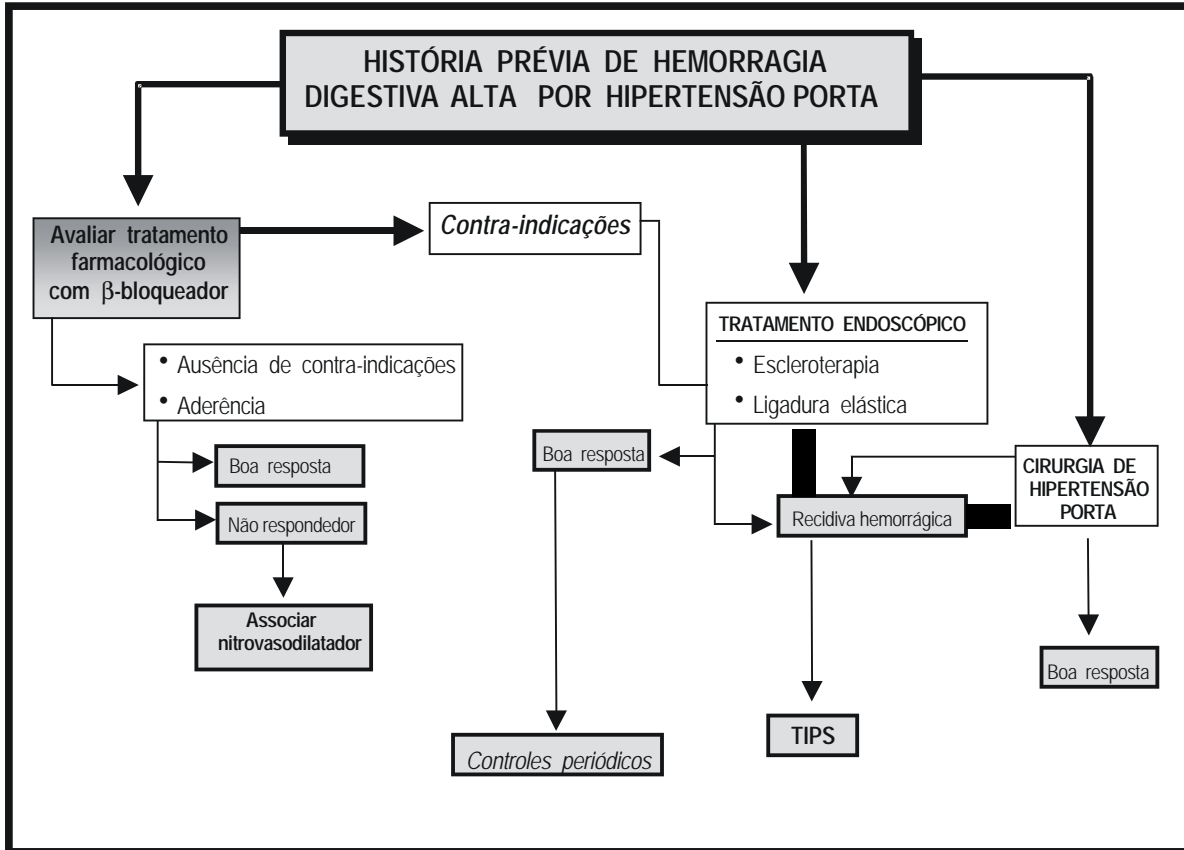 HISTÓRIA PRÉVIA DE HEMORRAGIA
DIGESTIVA ALTA POR HIPERTENSÃO PORTA
Avaliar tratamento
farmacológico
com β-bloqueador
Contra-indicações
• Ausência de contra-indicações
• Aderência
Boa resposta
Não respondedor
Associar
nitrovasodilatador
TRATAMENTO ENDOSCÓPICO
• Escleroterapia
• Ligadura elástica
Boa resposta
Recidiva hemorrágica
CIRURGIA DE
HIPERTENSÃO
PORTA
Boa resposta
TIPS
Controles periódicos